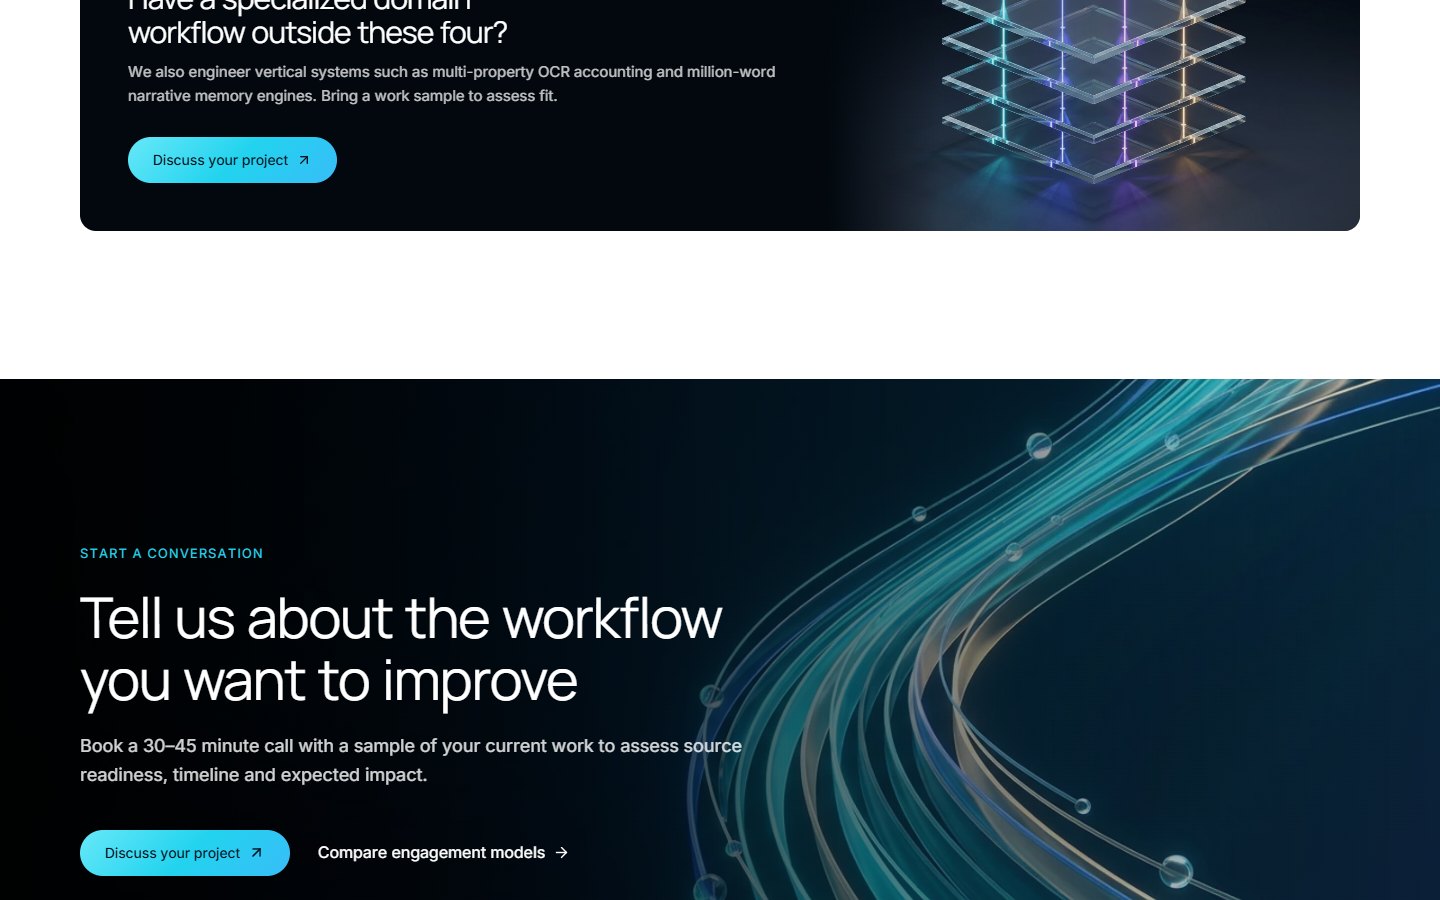 Have a specialized domain
workflow outside these four?
We also engineer vertical systems such as multi-property OCR accounting and million-word
narrative memory engines. Bring a work sample to assess fit.
Discuss your project
START A CONVERSATION
Tell us about the workflow
you want to improve
Book a 30–45 minute call with a sample of your current work to assess source
readiness, timeline and expected impact.
Discuss your project
Compare engagement models